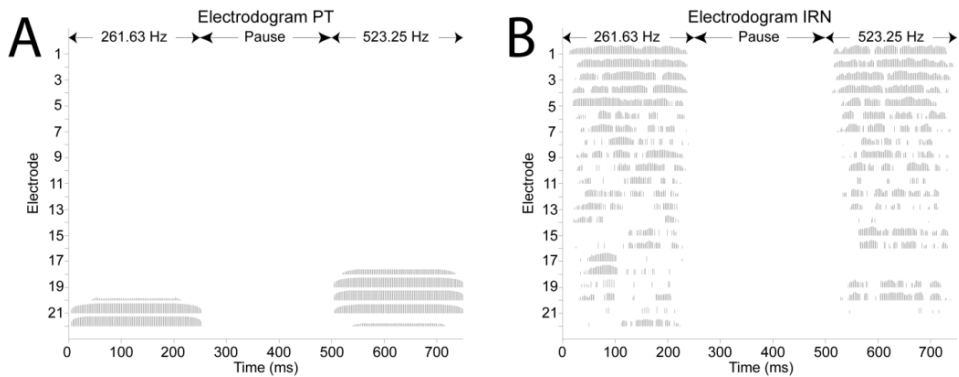 A
Electrodogram PT
261.63 Hz Pause 523.25 Hz
Electrode
1
3
5
7
9
11
13
15
17
19
21
0 100 200 300 400 500 600 700
Time (ms)
B
Electrodogram IRN
261.63 Hz Pause 523.25 Hz
Electrode
1
3
5
7
9
11
13
15
17
19
21
0 100 200 300 400 500 600 700
Time (ms)